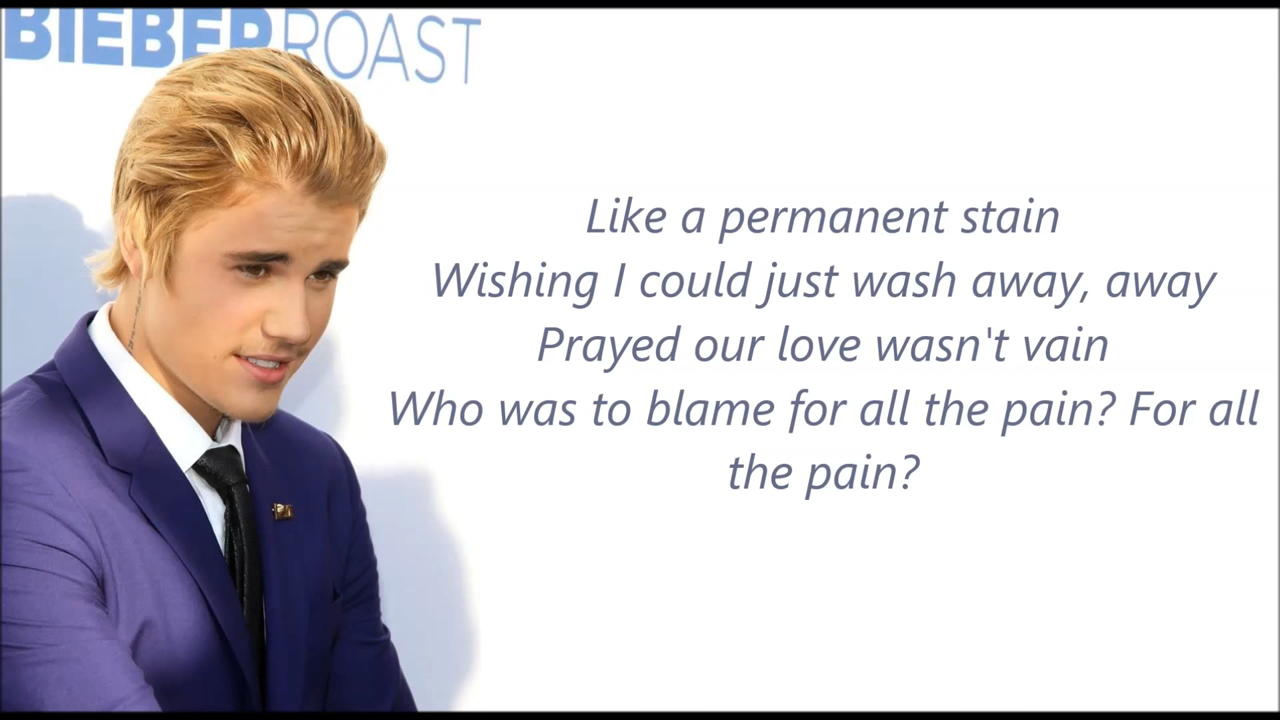 BIEBER ROAST
Like a permanent stain
Wishing I could just wash away, away
Prayed our love wasn't vain
Who was to blame for all the pain? For all
the pain?